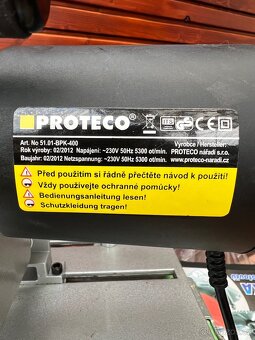 PROTECO®
Art. No 51.01-BPK-400
Rok výroby: 02/2012 Napájení: ~230V 50Hz 5300 ot/min.
Baujahr: 02/2012 Netzspannung: ~230V 50Hz 5300 ot/min.
Výrobce / Hersteller:
PROTECO nářadí s.r.o.
www.proteco-naradi.cz
Před použitím si řádně přečtěte návod k použití!
Vždy používejte ochranné pomůcky!
Bedienungsanleitung lesen!
Schutzkleidung tragen!